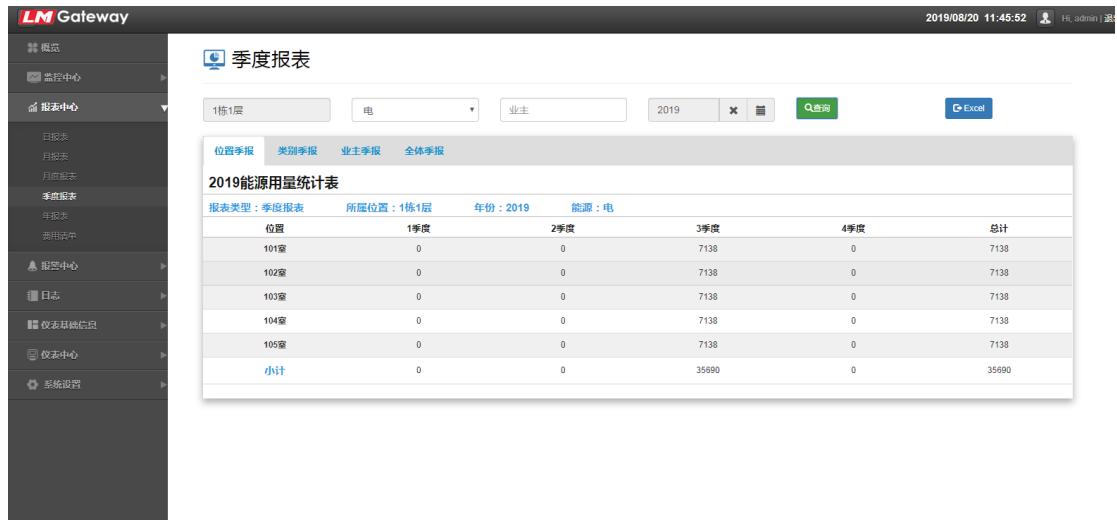 LM Gateway
2019/08/20 11:45:52 Hi, admin | 退
概览
监控中心
报表中心
日报表
月报表
月度报表
季度报表
年报表
费用清单
报警中心
日志
仪表基础信息
仪表中心
系统设置
季度报表
1栋1层 电 业主 2019 查询 Excel
位置季报 类别季报 业主季报 全体季报
2019能源用量统计表
报表类型：季度报表 所属位置：1栋1层 年份：2019 能源：电
位置 1季度 2季度 3季度 4季度 总计
101室 0 0 7138 0 7138
102室 0 0 7138 0 7138
103室 0 0 7138 0 7138
104室 0 0 7138 0 7138
105室 0 0 7138 0 7138
小计 0 0 35690 0 35690